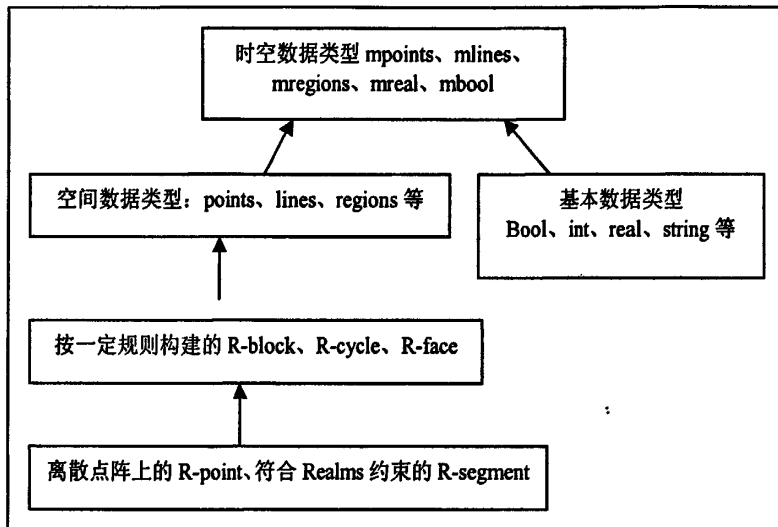 时空数据类型 mpoints、mlines、
mregions、mreal、mbool
空间数据类型：points、lines、regions 等
基本数据类型
Bool、int、real、string 等
按一定规则构建的 R-block、R-cycle、R-face
离散点阵上的 R-point、符合 Realms 约束的 R-segment